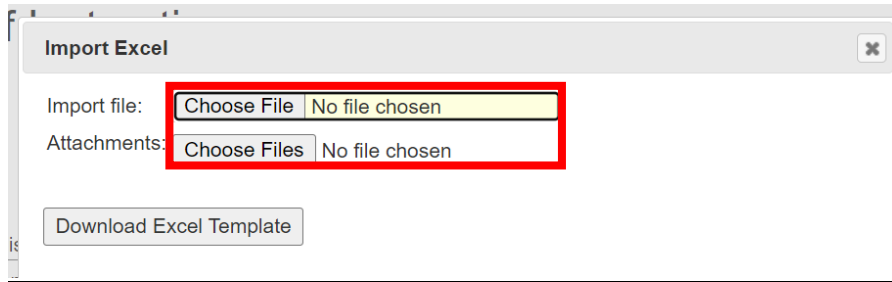 Import Excel
Import file: Choose File No file chosen
Attachments: Choose Files No file chosen
Download Excel Template